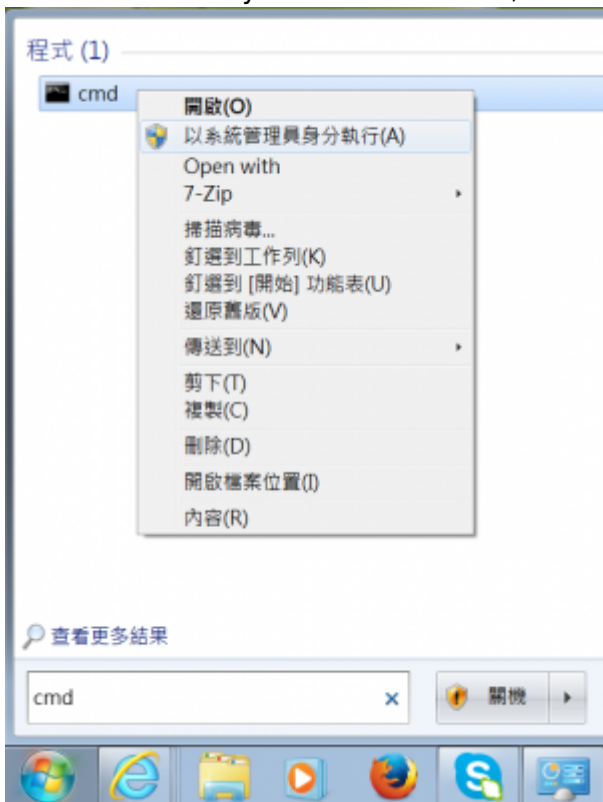 程式 (1)
cmd
開啟(O)
以系統管理員身分執行(A)
Open with
7-Zip
掃描病毒...
釘選到工作列(K)
釘選到 [開始] 功能表(U)
還原舊版(V)
傳送到(N)
剪下(T)
複製(C)
刪除(D)
開啟檔案位置(I)
內容(R)
查看更多結果
cmd
關機